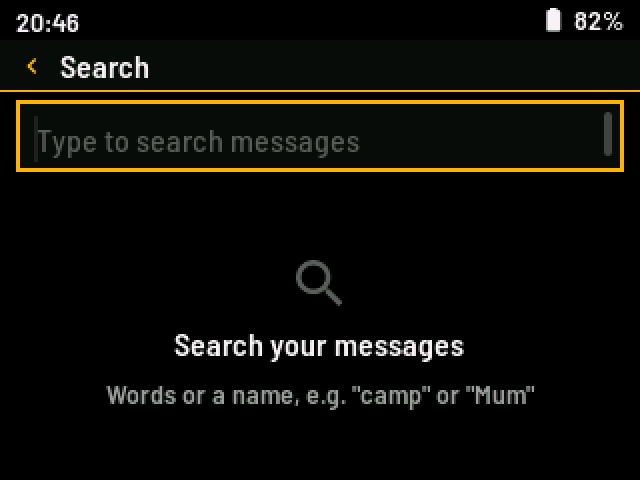 20:46
82%
Search
Type to search messages
Search your messages
Words or a name, e.g. "camp" or "Mum"